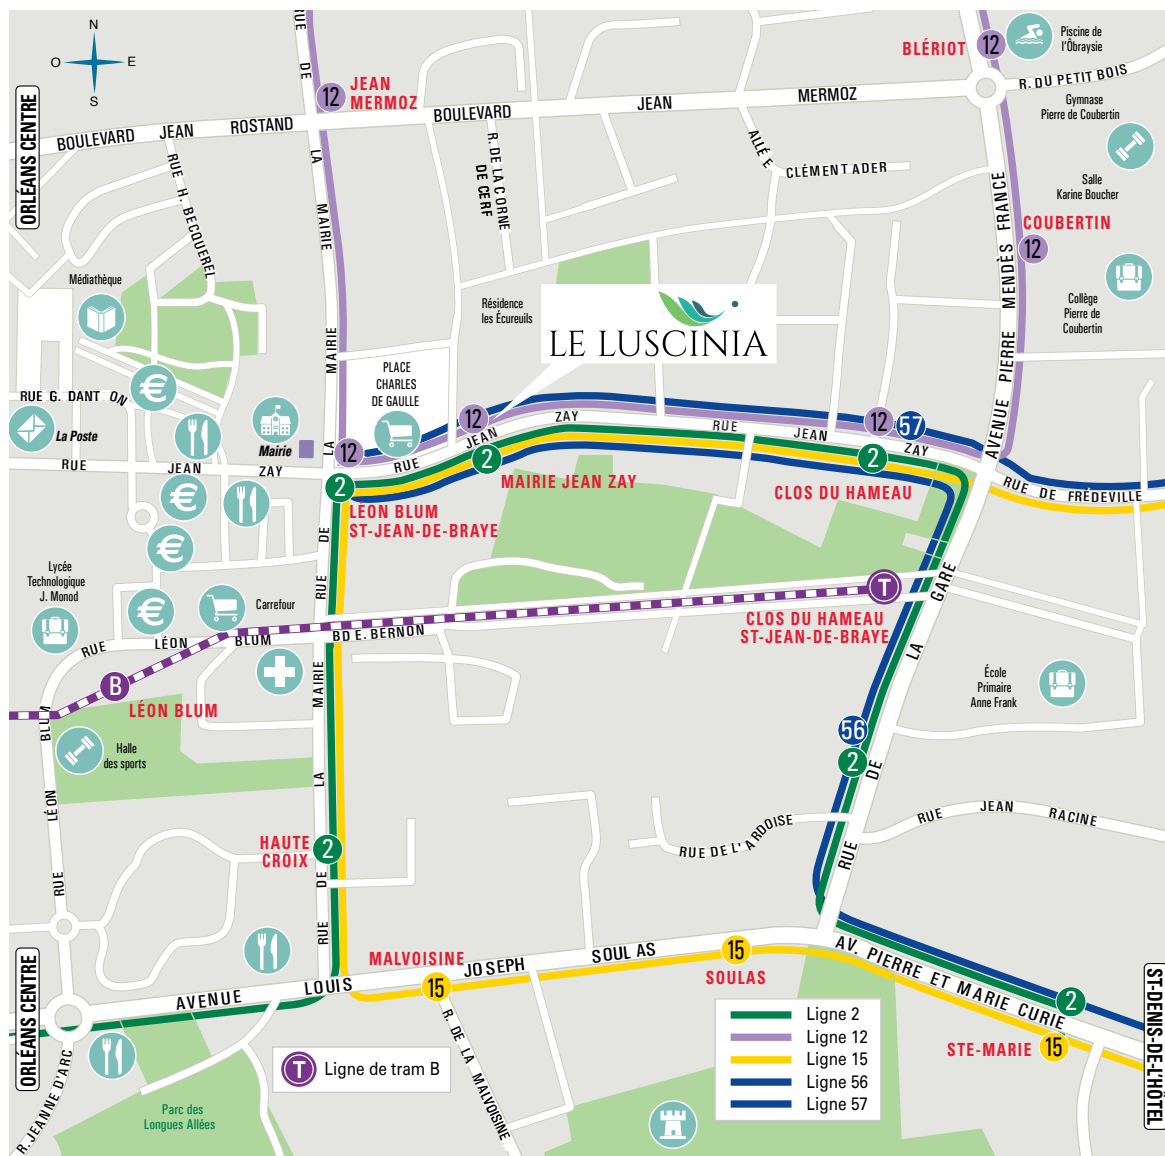 N
O
E
S
ORLÉANS CENTRE
BOULEVARD JEAN ROSTAND
RUE DE LA MAIRIE
12
JEAN
MERMOZ
BOULEVARD JEAN MERMOZ
BLÉRIOT
12
Piscine de
l'Ôbraysie
R. DU PETIT BOIS
Gymnase
Pierre de Coubertin
Salle
Karine Boucher
COUBERTIN
12
Collège
Pierre de
Coubertin
AVENUE PIERRE MENDÈS FRANCE
ALLÉE CLÉMENT ADER
R. DE LA CORNE
DE CERF
RUE H. BECQUEREL
Médiathèque
Résidence
les Écureuils
LE LUSCINIA
PLACE
CHARLES
DE GAULLE
RUE G. DANTON
€
La Poste
Mairie
LA MAIRIE
12
12
12
57
RUE JEAN ZAY
RUE JEAN ZAY
RUE JEAN ZAY
2
2
2
MAIRIE JEAN ZAY
CLOS DU HAMEAU
LÉON BLUM
ST-JEAN-DE-BRAYE
RUE DE FRÉDEVILLE
€
€
€
Lycée
Technologique
J. Monod
Carrefour
RUE LÉON BLUM
BD E. BERNON
T
CLOS DU HAMEAU
ST-JEAN-DE-BRAYE
B
LÉON BLUM
RUE DE LA MAIRIE
RUE DE LA GARE
École
Primaire
Anne Frank
Halle
des sports
RUE LÉON BLUM
56
2
HAUTE
CROIX
2
RUE DE L'ARDOISE
RUE JEAN RACINE
ORLÉANS CENTRE
MALVOISINE
15
AVENUE LOUIS JOSEPH SOULAS
15
SOULAS
AV. PIERRE ET MARIE CURIE
2
STE-MARIE
15
ST-DENIS-DE-L'HÔTEL
R. JEANNE D'ARC
R. DE LA MALVOISINE
Parc des
Longues Allées
T
Ligne de tram B
Ligne 2
Ligne 12
Ligne 15
Ligne 56
Ligne 57